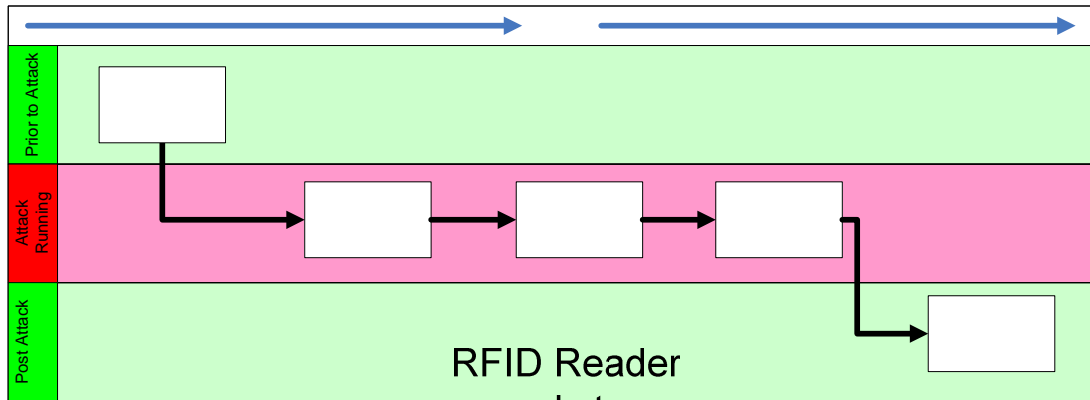 Prior to Attack
Attack
Running
Post Attack
RFID Reader